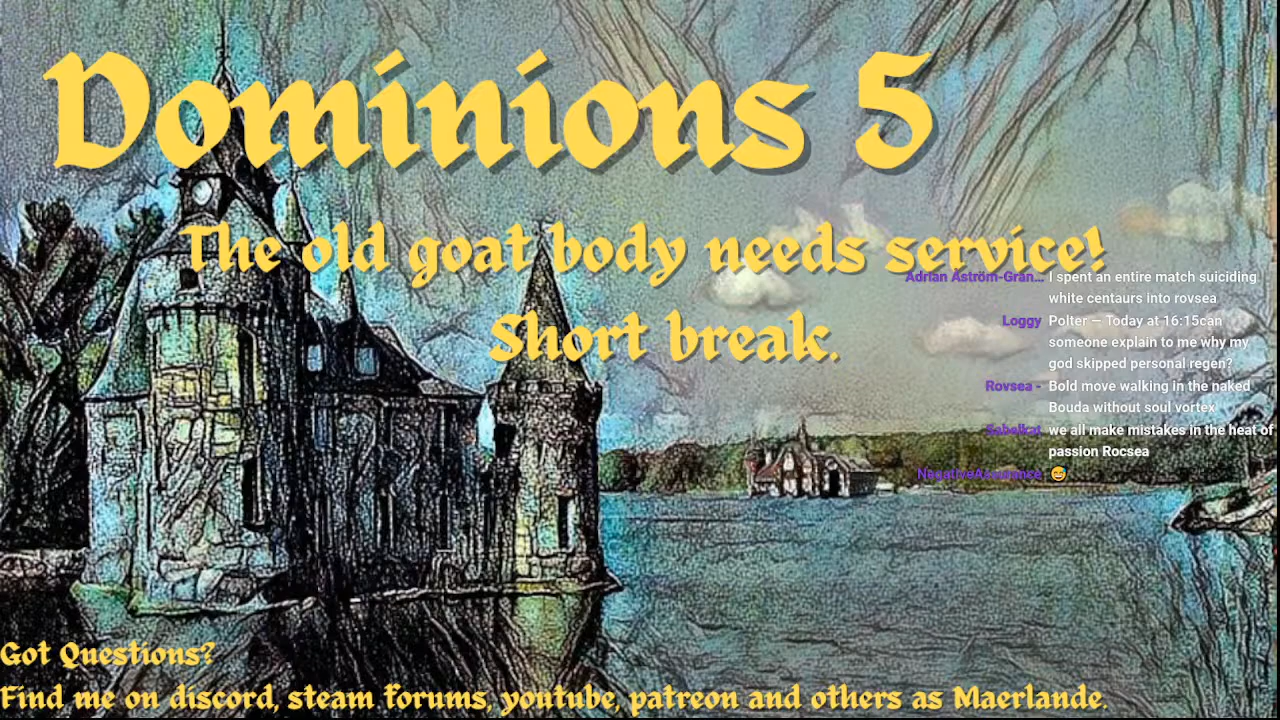 Dominions 5
The old goat body needs service!
Short break.
Adrian Åström-Gran... I spent an entire match suiciding
white centaurs into rovsea
Loggy Polter — Today at 16:15can
someone explain to me why my
god skipped personal regen?
Rovsea - Bold move walking in the naked
Bouda without soul vortex
Sabelkat we all make mistakes in the heat of
passion Rocsea
NagativeAssurance 😅
Got Questions?
Find me on discord, steam forums, youtube, patreon and others as Maerlande.